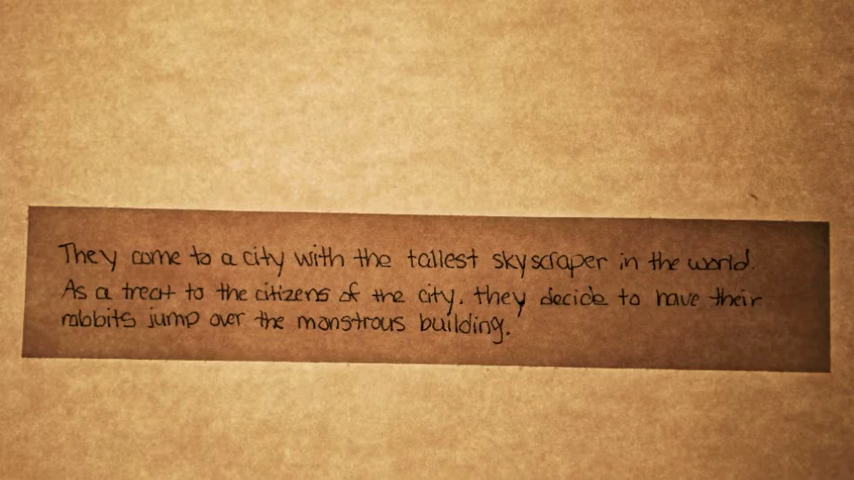 They come to a city with the tallest skyscraper in the world.
As a treat to the citizens of the city, they decide to have their
rabbits jump over the monstrous building.